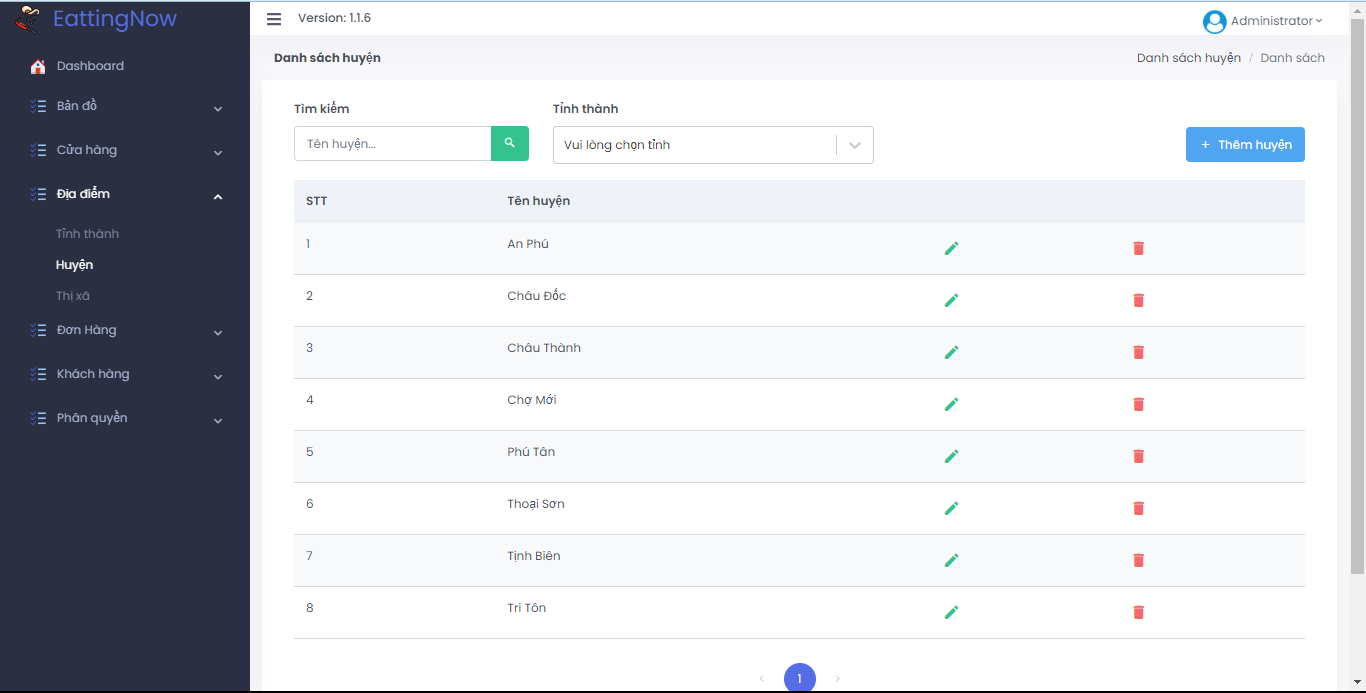 EattingNow
Version: 1.1.6
Administrator
Dashboard
Bản đồ
Cửa hàng
Địa điểm
Tỉnh thành
Huyện
Thị xã
Đơn Hàng
Khách hàng
Phân quyền
Danh sách huyện
Danh sách huyện / Danh sách
Tìm kiếm
Tỉnh thành
Tên huyện...
Vui lòng chọn tỉnh
+ Thêm huyện
STT Tên huyện
1 An Phú
2 Châu Đốc
3 Châu Thành
4 Chợ Mới
5 Phú Tân
6 Thoại Sơn
7 Tịnh Biên
8 Tri Tôn
< 1 >